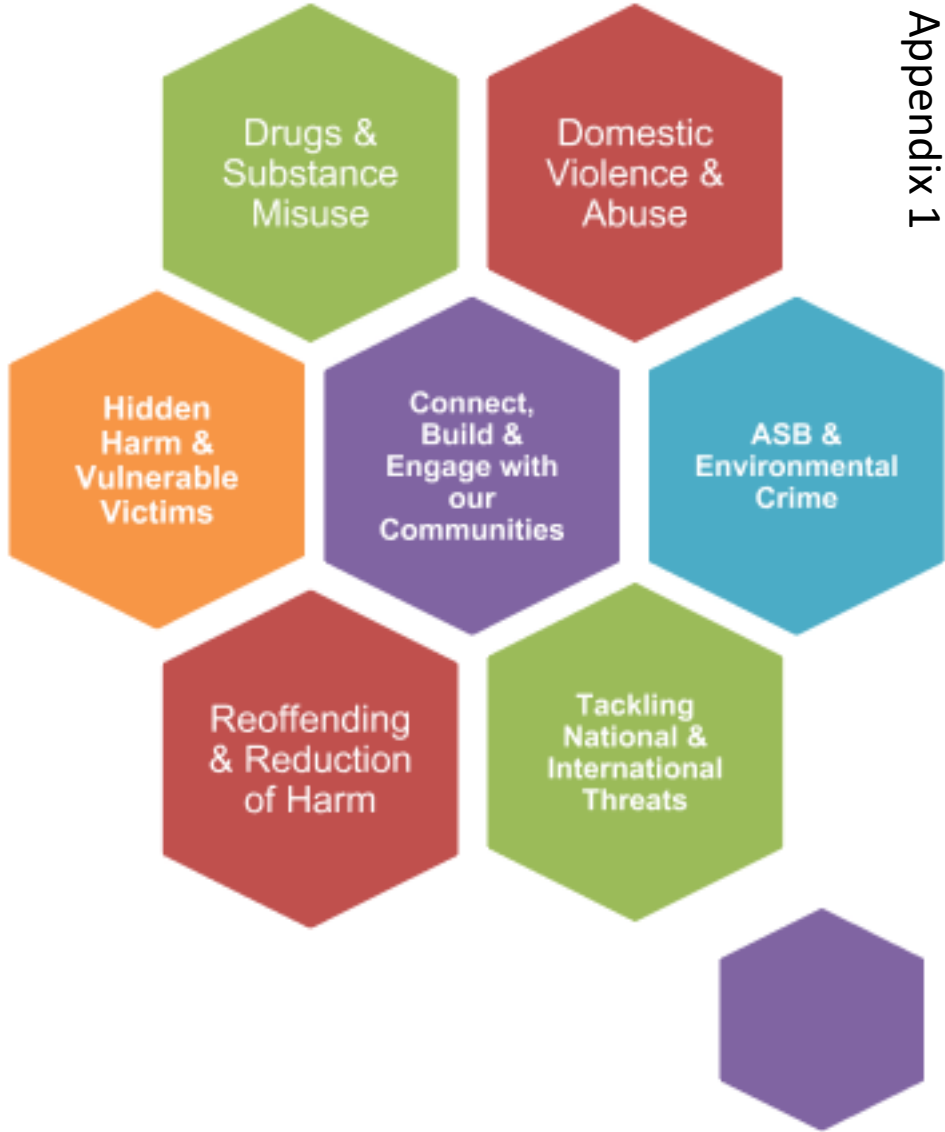 Appendix 1
Drugs &
Substance
Misuse
Domestic
Violence &
Abuse
Hidden
Harm &
Vulnerable
Victims
Connect,
Build &
Engage with
our
Communities
ASB &
Environmental
Crime
Reoffending
& Reduction
of Harm
Tackling
National &
International
Threats